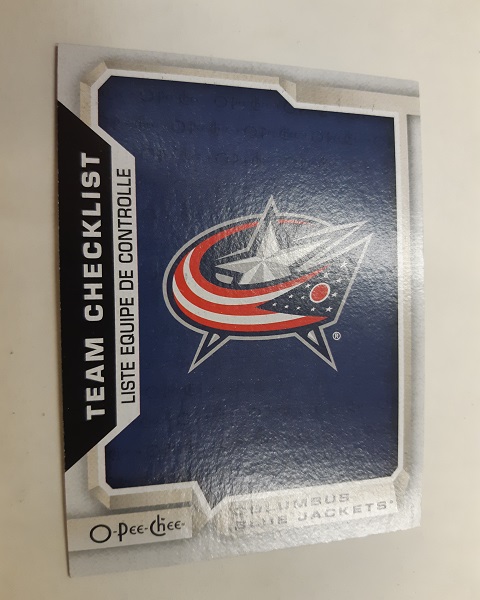 TEAM CHECKLIST
LISTE EQUIPE DE CONTROLLE
O-Pee-Chee
COLUMBUS
BLUE JACKETS